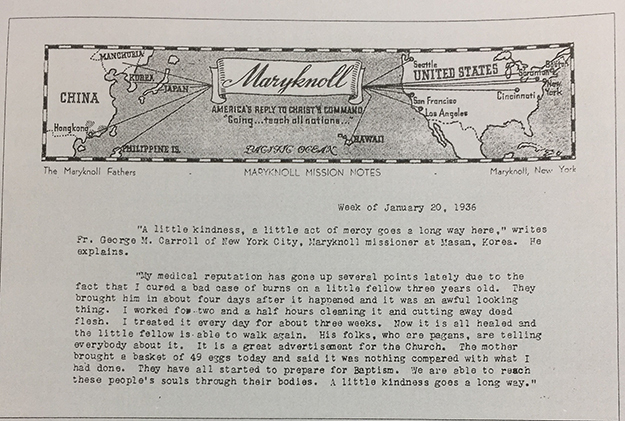 MANCHURIA
KOREA
JAPAN
CHINA
Hongkong
PHILIPPINE IS.
Maryknoll
AMERICA'S REPLY TO CHRIST'S COMMAND
"Going...teach all nations..."
HAWAII
PACIFIC OCEAN
Seattle
UNITED STATES
Scranton
Boston
New York
Cincinnati
San Francisco
Los Angeles
The Maryknoll Fathers MARYKNOLL MISSION NOTES Maryknoll, New York
Week of January 20, 1936
"A little kindness, a little act of mercy goes a long way here," writes
Fr. George M. Carroll of New York City, Maryknoll missioner at Masan, Korea. He
explains.
"My medical reputation has gone up several points lately due to the
fact that I cured a bad case of burns on a little fellow three years old. They
brought him in about four days after it happened and it was an awful looking
thing. I worked for two and a half hours cleaning it and cutting away dead
flesh. I treated it every day for about three weeks. Now it is all healed and
the little fellow is able to walk again. His folks, who are pagans, are telling
everybody about it. It is a great advertisement for the Church. The mother
brought a basket of 49 eggs today and said it was nothing compared with what I
had done. They have all started to prepare for Baptism. We are able to reach
these people's souls through their bodies. A little kindness goes a long way."